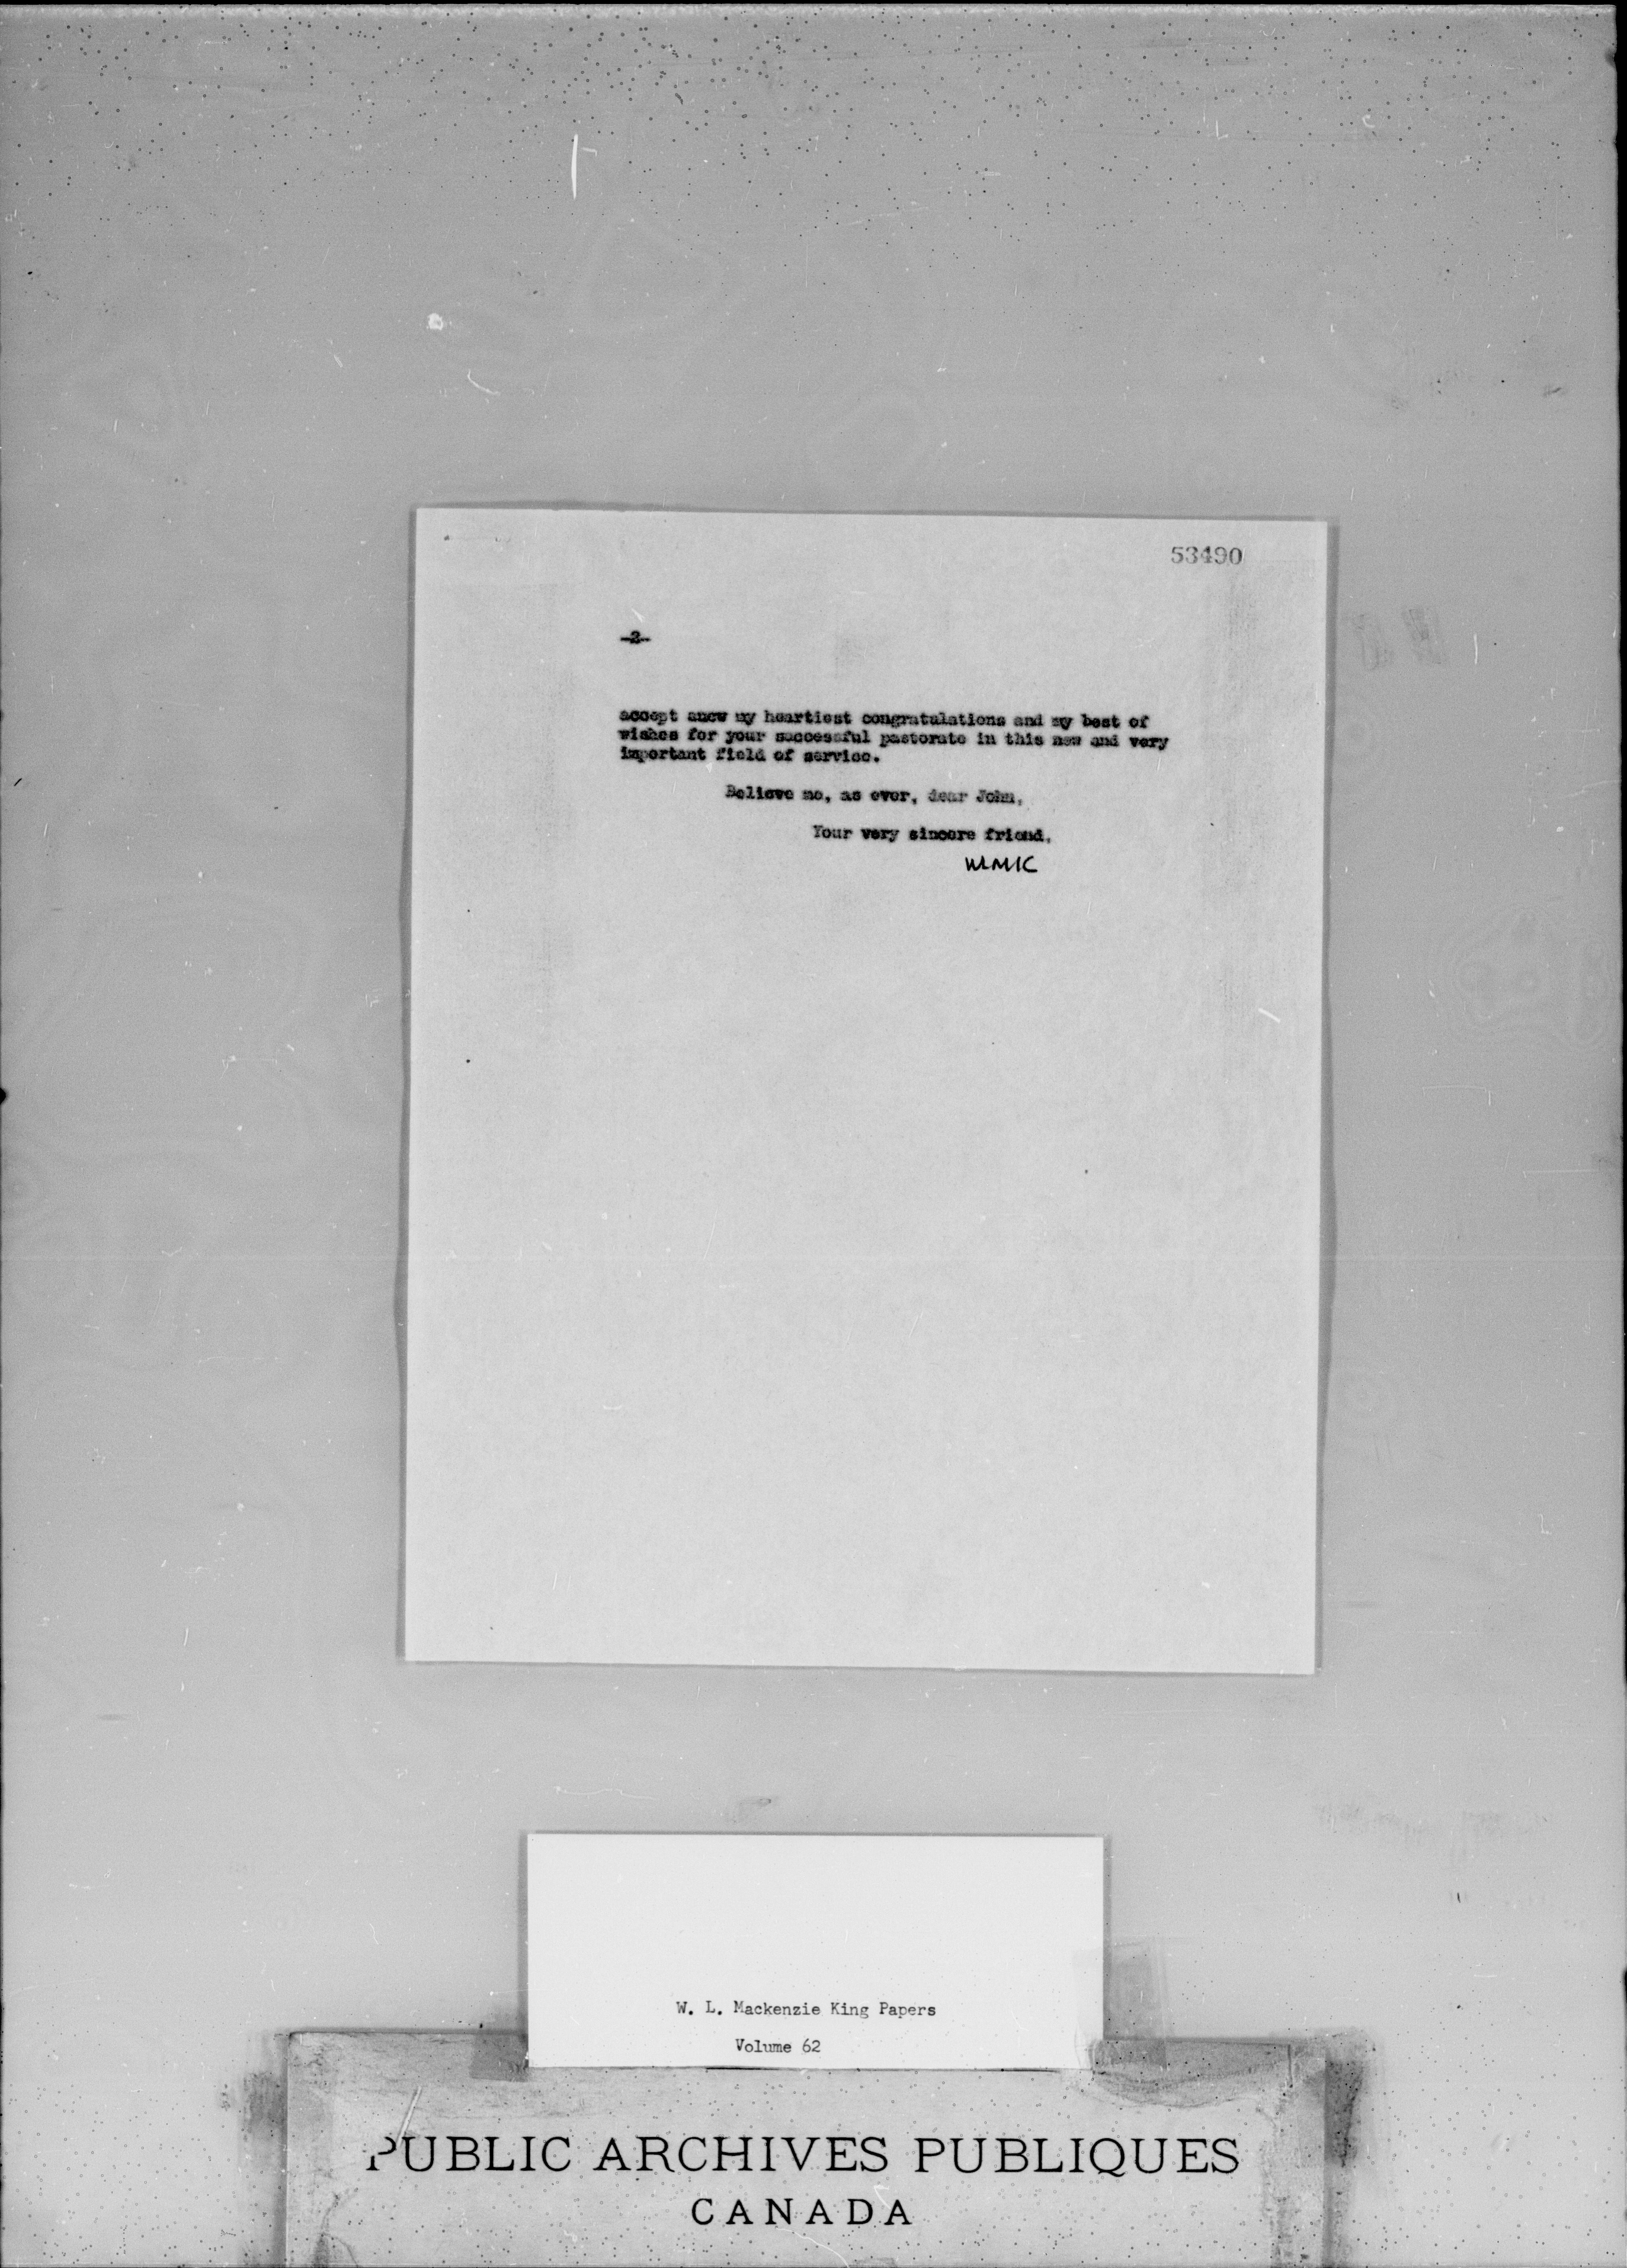 53490
-2-
accept anew my heartiest congratulations and my best of
wishes for your successful pastorate in this new and very
important field of service.
Believe me, as ever, dear John,
Your very sincere friend,
WLMK
W. L. Mackenzie King Papers
Volume 62
PUBLIC ARCHIVES PUBLIQUES
CANADA